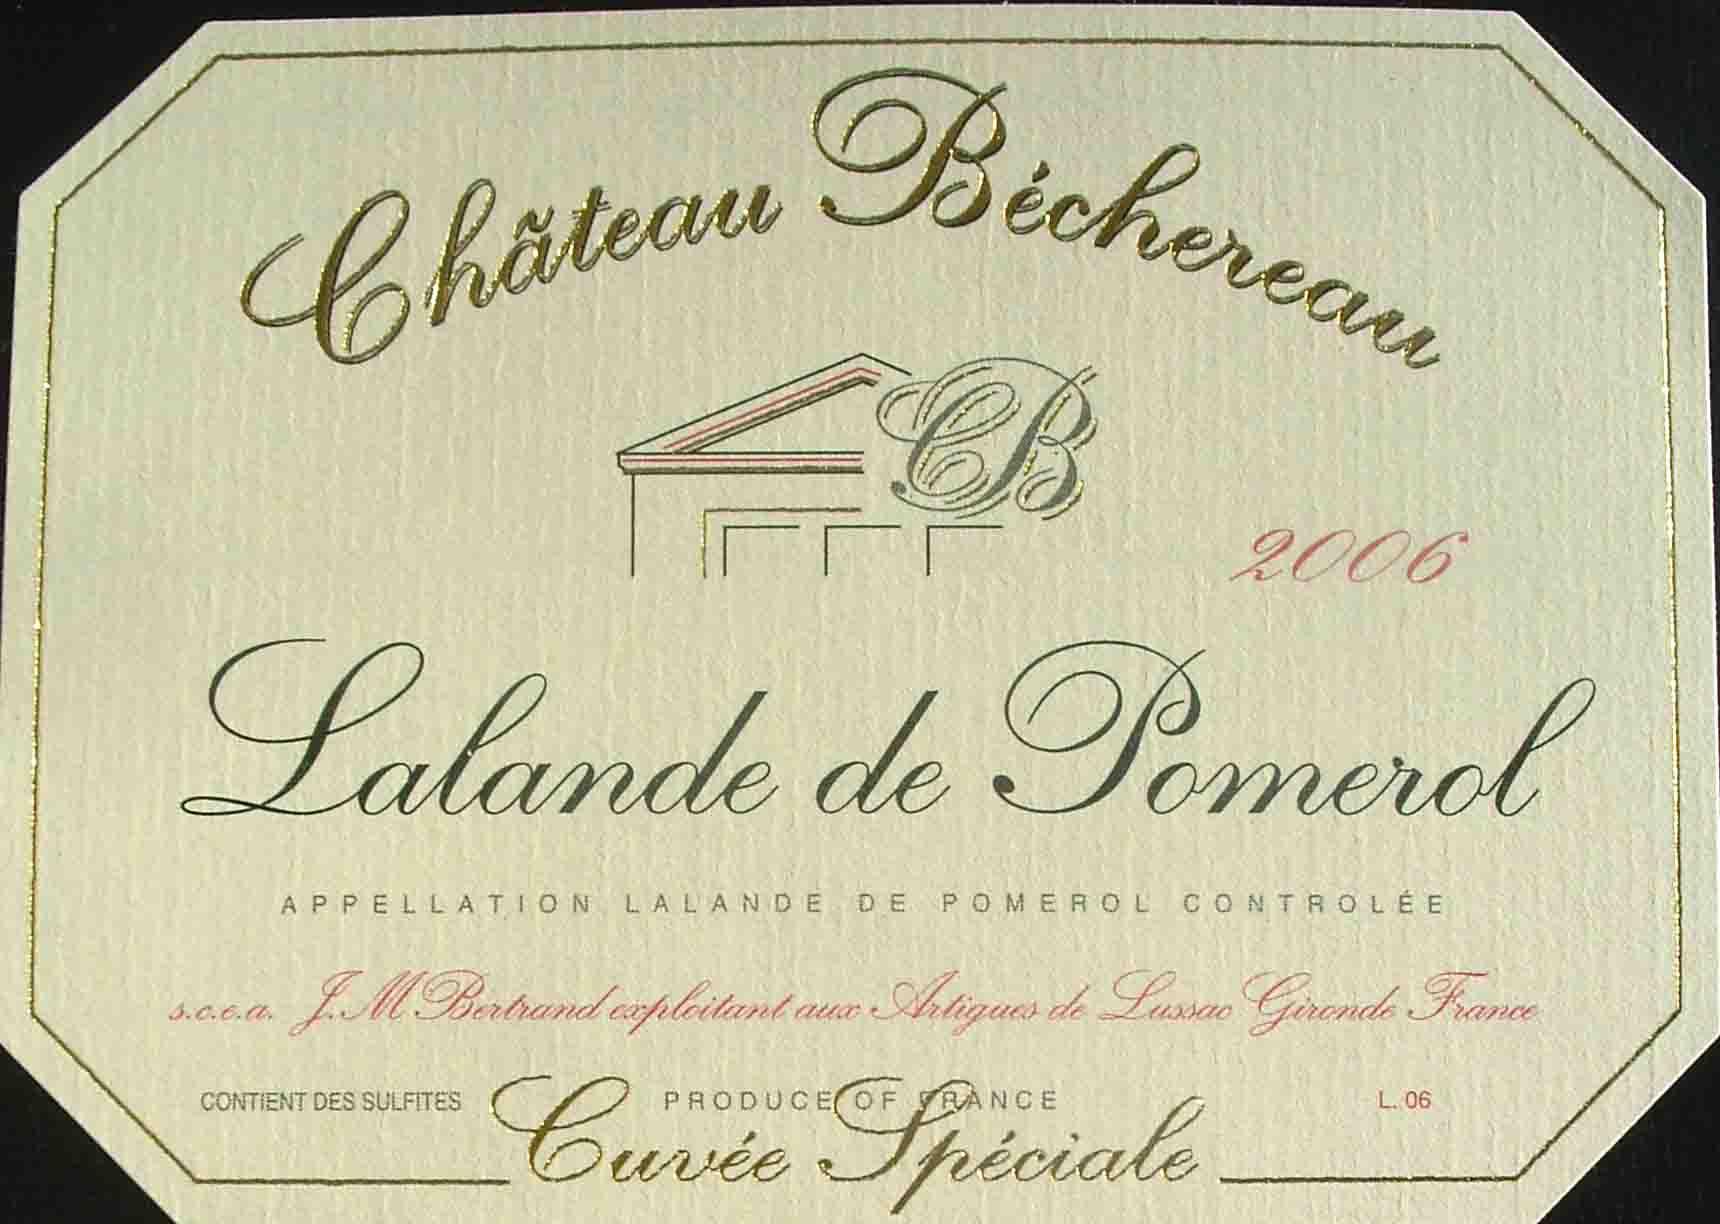 Château Béchereau
CB
2006
Lalande de Pomerol
APPELLATION LALANDE DE POMEROL CONTROLÉE
s.c.e.a. J.M Bertrand exploitant aux Artigues de Lussac Gironde France
CONTIENT DES SULFITES PRODUCE OF FRANCE L. 06
Cuvée Spéciale